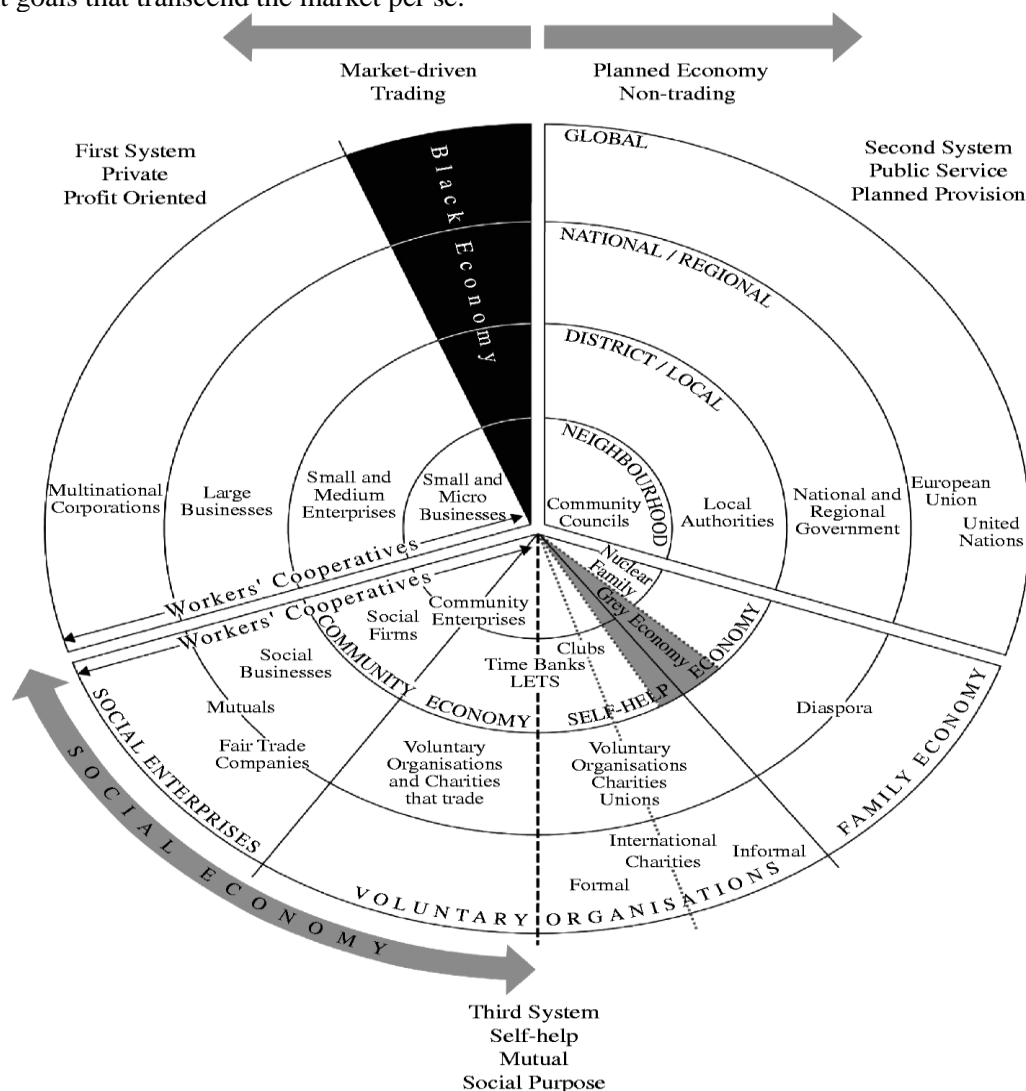 t goals that transcend the market per se.
Market-driven
Trading
Planned Economy
Non-trading
First System
Private
Profit Oriented
Second System
Public Service
Planned Provision
Black Economy
GLOBAL
NATIONAL / REGIONAL
DISTRICT / LOCAL
NEIGHBOURHOOD
Multinational
Corporations
Large
Businesses
Small and
Medium
Enterprises
Small and
Micro
Businesses
Community
Councils
Local
Authorities
National and
Regional
Government
European
Union
United
Nations
Workers' Cooperatives
Workers' Cooperatives
Nuclear
Family
Grey Economy
Social
Firms
Community
Enterprises
Clubs
Time Banks
LETS
Social
Businesses
COMMUNITY ECONOMY
SELF-HELP ECONOMY
Mutuals
Diaspora
Fair Trade
Companies
Voluntary
Organisations
and Charities
that trade
Voluntary
Organisations
Charities
Unions
SOCIAL ENTERPRISES
FAMILY ECONOMY
International
Charities
Informal
Formal
VOLUNTARY ORGANISATIONS
SOCIAL ECONOMY
Third System
Self-help
Mutual
Social Purpose